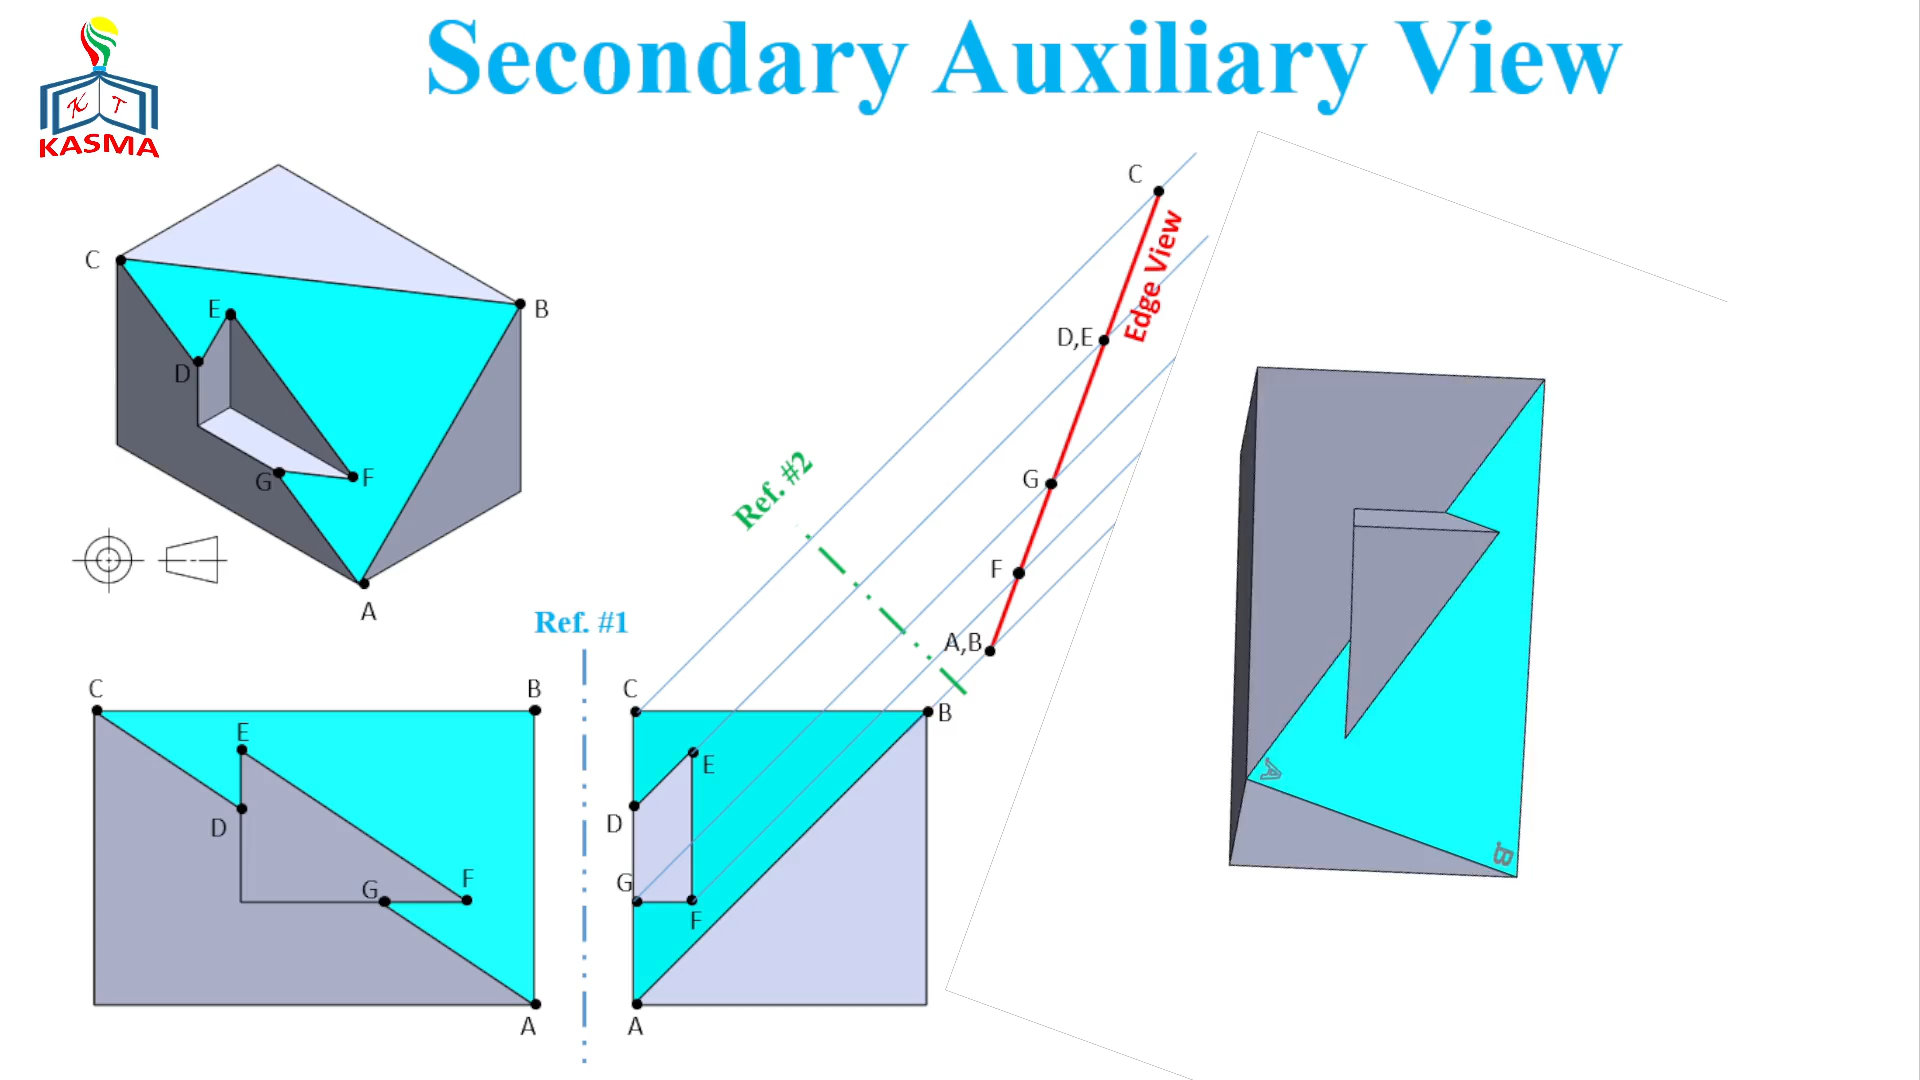 Secondary Auxiliary View
K T
KASMA
C
E
B
D
G
F
A
C
Edge View
D,E
G
F
A,B
Ref. #2
Ref. #1
C
B
E
D
G
F
A
C
B
E
D
G
F
A
A
B